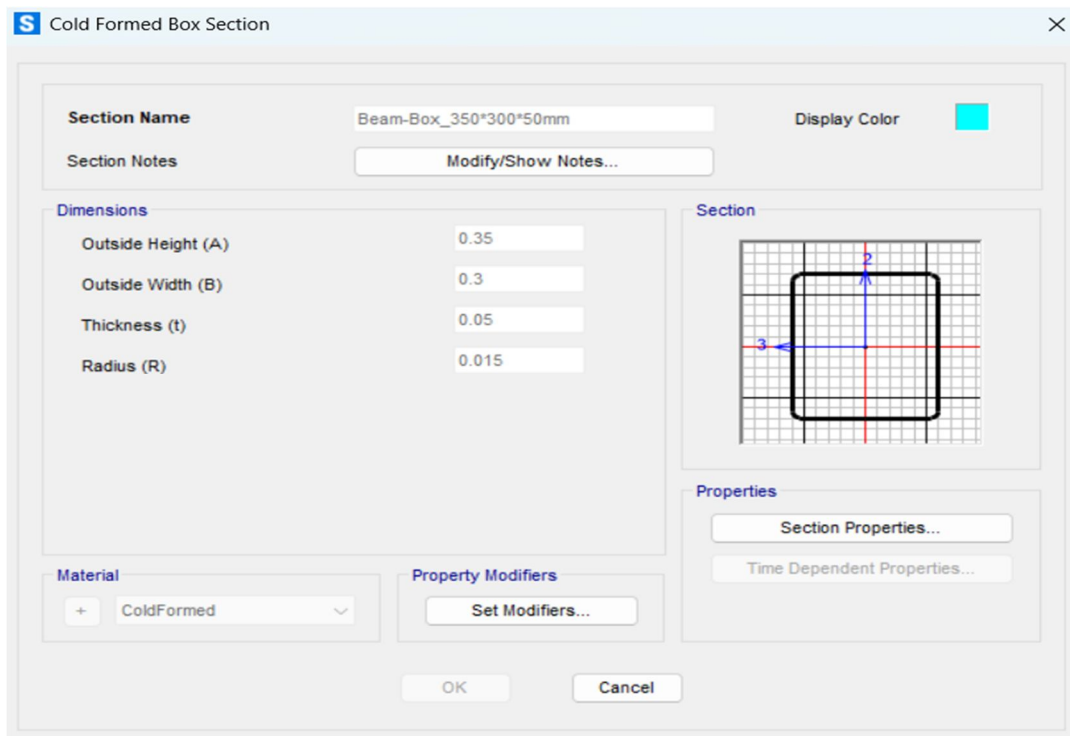 S Cold Formed Box Section
Section Name Beam-Box_350*300*50mm Display Color
Section Notes Modify/Show Notes...
Dimensions
Outside Height (A) 0.35
Outside Width (B) 0.3
Thickness (t) 0.05
Radius (R) 0.015
Section
2
3
Properties
Section Properties...
Time Dependent Properties...
Material
+ ColdFormed
Property Modifiers
Set Modifiers...
OK Cancel